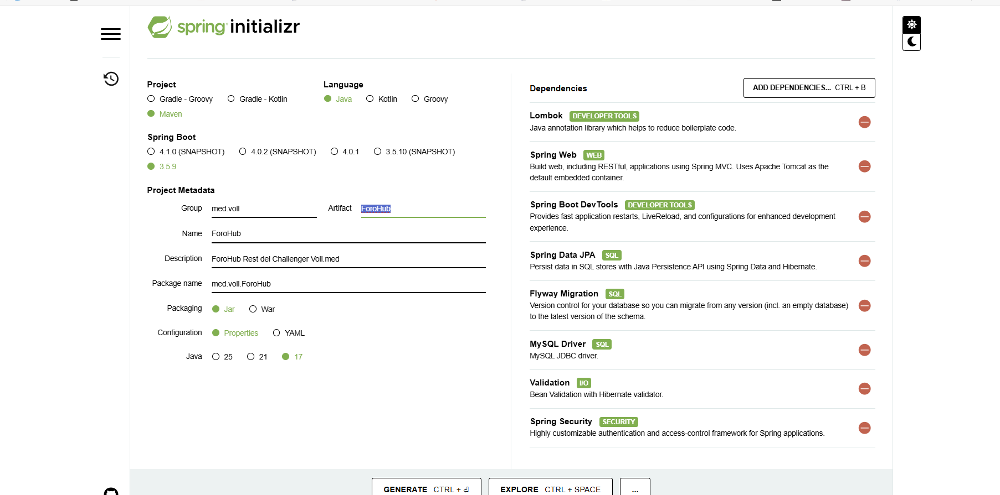 spring initializr
Project
Gradle - Groovy Gradle - Kotlin
Maven
Language
Java Kotlin Groovy
Spring Boot
4.1.0 (SNAPSHOT) 4.0.2 (SNAPSHOT) 4.0.1 3.5.10 (SNAPSHOT)
3.5.9
Project Metadata
Group med.voll Artifact ForoHub
Name ForoHub
Description ForoHub Rest del Challenger Voll.med
Package name med.voll.ForoHub
Packaging Jar War
Configuration Properties YAML
Java 25 21 17
Dependencies ADD DEPENDENCIES... CTRL + B
Lombok DEVELOPER TOOLS
Java annotation library which helps to reduce boilerplate code.
Spring Web WEB
Build web, including RESTful, applications using Spring MVC. Uses Apache Tomcat as the
default embedded container.
Spring Boot DevTools DEVELOPER TOOLS
Provides fast application restarts, LiveReload, and configurations for enhanced development
experience.
Spring Data JPA SQL
Persist data in SQL stores with Java Persistence API using Spring Data and Hibernate.
Flyway Migration SQL
Version control for your database so you can migrate from any version (incl. an empty database)
to the latest version of the schema.
MySQL Driver SQL
MySQL JDBC driver.
Validation I/O
Bean Validation with Hibernate validator.
Spring Security SECURITY
Highly customizable authentication and access-control framework for Spring applications.
GENERATE CTRL + ⏎ EXPLORE CTRL + SPACE ...